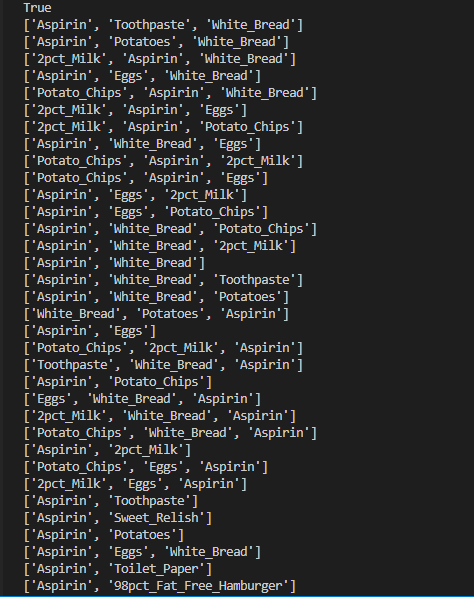 True
['Aspirin', 'Toothpaste', 'White_Bread']
['Aspirin', 'Potatoes', 'White_Bread']
['2pct_Milk', 'Aspirin', 'White_Bread']
['Aspirin', 'Eggs', 'White_Bread']
['Potato_Chips', 'Aspirin', 'White_Bread']
['2pct_Milk', 'Aspirin', 'Eggs']
['2pct_Milk', 'Aspirin', 'Potato_Chips']
['Aspirin', 'White_Bread', 'Eggs']
['Potato_Chips', 'Aspirin', '2pct_Milk']
['Potato_Chips', 'Aspirin', 'Eggs']
['Aspirin', 'Eggs', '2pct_Milk']
['Aspirin', 'Eggs', 'Potato_Chips']
['Aspirin', 'White_Bread', 'Potato_Chips']
['Aspirin', 'White_Bread', '2pct_Milk']
['Aspirin', 'White_Bread']
['Aspirin', 'White_Bread', 'Toothpaste']
['Aspirin', 'White_Bread', 'Potatoes']
['White_Bread', 'Potatoes', 'Aspirin']
['Aspirin', 'Eggs']
['Potato_Chips', '2pct_Milk', 'Aspirin']
['Toothpaste', 'White_Bread', 'Aspirin']
['Aspirin', 'Potato_Chips']
['Eggs', 'White_Bread', 'Aspirin']
['2pct_Milk', 'White_Bread', 'Aspirin']
['Potato_Chips', 'White_Bread', 'Aspirin']
['Aspirin', '2pct_Milk']
['Potato_Chips', 'Eggs', 'Aspirin']
['2pct_Milk', 'Eggs', 'Aspirin']
['Aspirin', 'Toothpaste']
['Aspirin', 'Sweet_Relish']
['Aspirin', 'Potatoes']
['Aspirin', 'Eggs', 'White_Bread']
['Aspirin', 'Toilet_Paper']
['Aspirin', '98pct_Fat_Free_Hamburger']